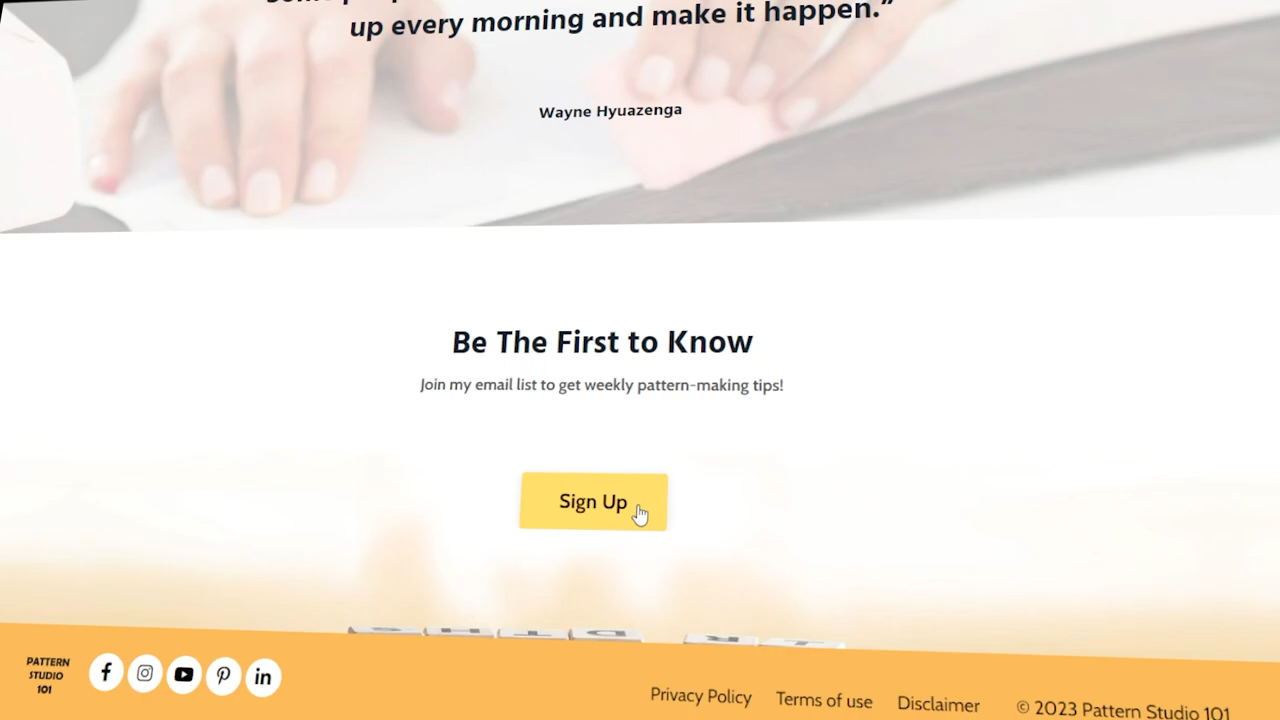 up every morning and make it happen.”
Wayne Hyuazenga
Be The First to Know
Join my email list to get weekly pattern-making tips!
Sign Up
PATTERN
STUDIO
101
Privacy Policy Terms of use Disclaimer © 2023 Pattern Studio 101